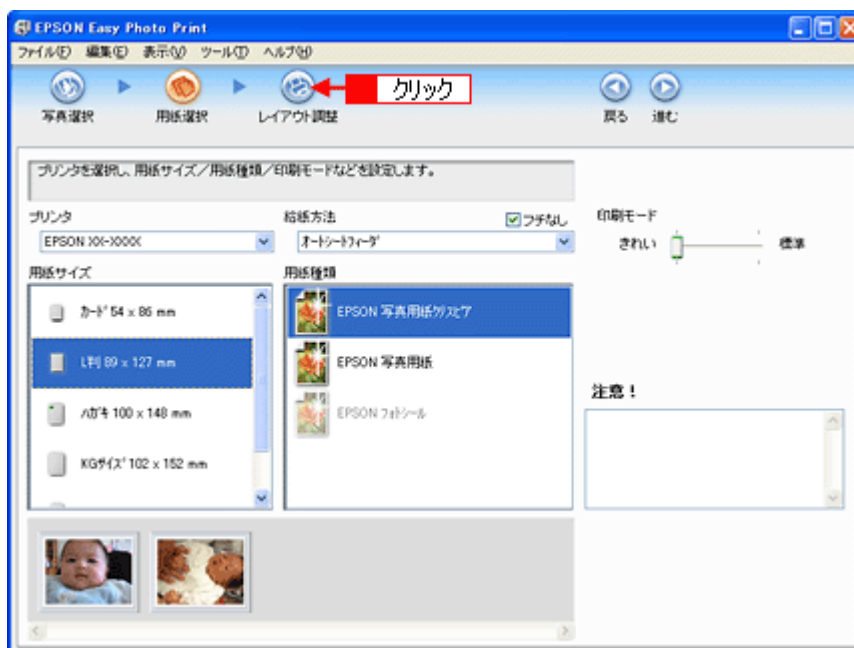 EPSON Easy Photo Print
ファイル(F) 編集(E) 表示(V) ツール(T) ヘルプ(H)
クリック
写真選択 用紙選択 レイアウト調整 戻る 進む
プリンタを選択し、用紙サイズ/用紙種類/印刷モードなどを設定します。
プリンタ 給紙方法 フチなし 印刷モード
EPSON XX-XXXX オートシートフィーダ きれい 標準
用紙サイズ 用紙種類
カード 54 x 86 mm
EPSON 写真用紙クリスピア
L判 89 x 127 mm
EPSON 写真用紙
注意!
ハガキ 100 x 148 mm
EPSON フォトシール
KGサイズ 102 x 152 mm